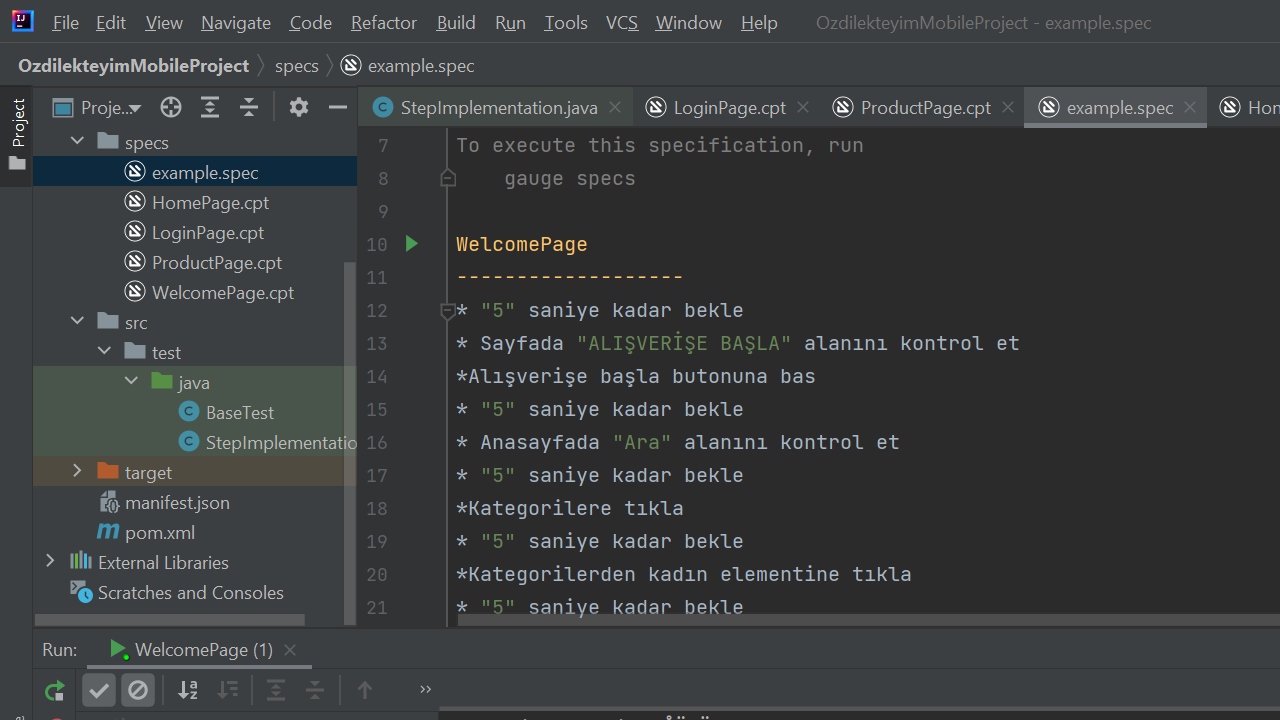 File Edit View Navigate Code Refactor Build Run Tools VCS Window Help OzdilekteyimMobileProject - example.spec
OzdilekteyimMobileProject specs example.spec
Project
Proje...
StepImplementation.java LoginPage.cpt ProductPage.cpt example.spec Hom
specs
example.spec
HomePage.cpt
LoginPage.cpt
ProductPage.cpt
WelcomePage.cpt
src
test
java
BaseTest
StepImplementatio
target
manifest.json
pom.xml
External Libraries
Scratches and Consoles
7 To execute this specification, run
8 gauge specs
9
10 WelcomePage
11 -------------------
12 * "5" saniye kadar bekle
13 * Sayfada "ALIŞVERİŞE BAŞLA" alanını kontrol et
14 *Alışverişe başla butonuna bas
15 * "5" saniye kadar bekle
16 * Anasayfada "Ara" alanını kontrol et
17 * "5" saniye kadar bekle
18 *Kategorilere tıkla
19 * "5" saniye kadar bekle
20 *Kategorilerden kadın elementine tıkla
21 * "5" saniye kadar bekle
Run: WelcomePage (1)